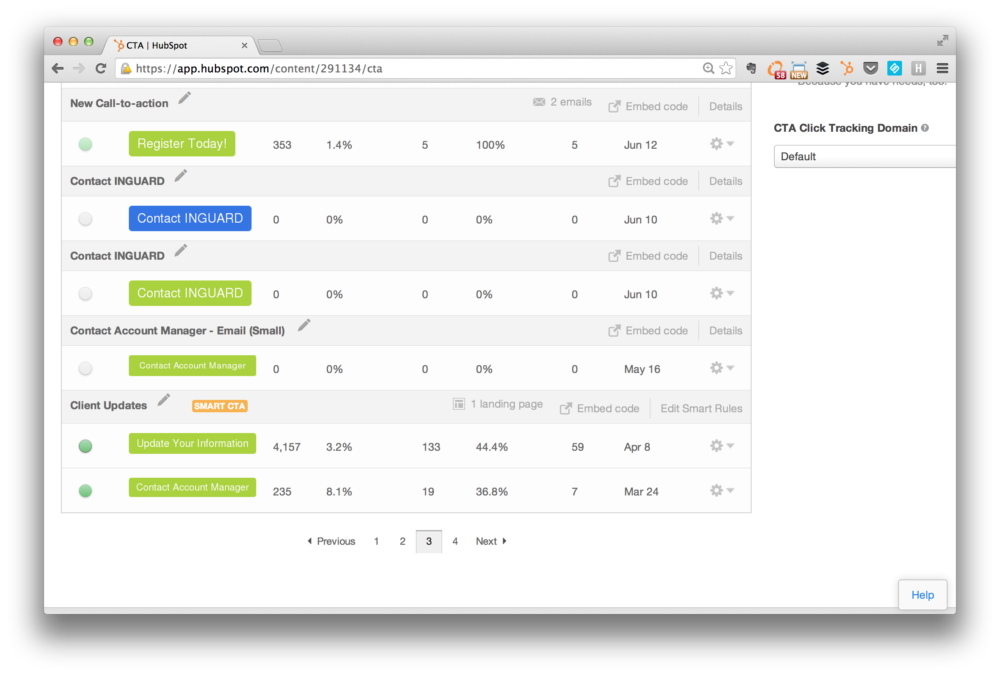 CTA | HubSpot
https://app.hubspot.com/content/291134/cta
58
NEW
H
Because you have needs, too.
New Call-to-action 2 emails Embed code Details
Register Today! 353 1.4% 5 100% 5 Jun 12
Contact INGUARD Embed code Details
Contact INGUARD 0 0% 0 0% 0 Jun 10
Contact INGUARD Embed code Details
Contact INGUARD 0 0% 0 0% 0 Jun 10
Contact Account Manager - Email (Small) Embed code Details
Contact Account Manager 0 0% 0 0% 0 May 16
Client Updates SMART CTA 1 landing page Embed code Edit Smart Rules
Update Your Information 4,157 3.2% 133 44.4% 59 Apr 8
Contact Account Manager 235 8.1% 19 36.8% 7 Mar 24
Previous 1 2 3 4 Next
CTA Click Tracking Domain ?
Default
Help